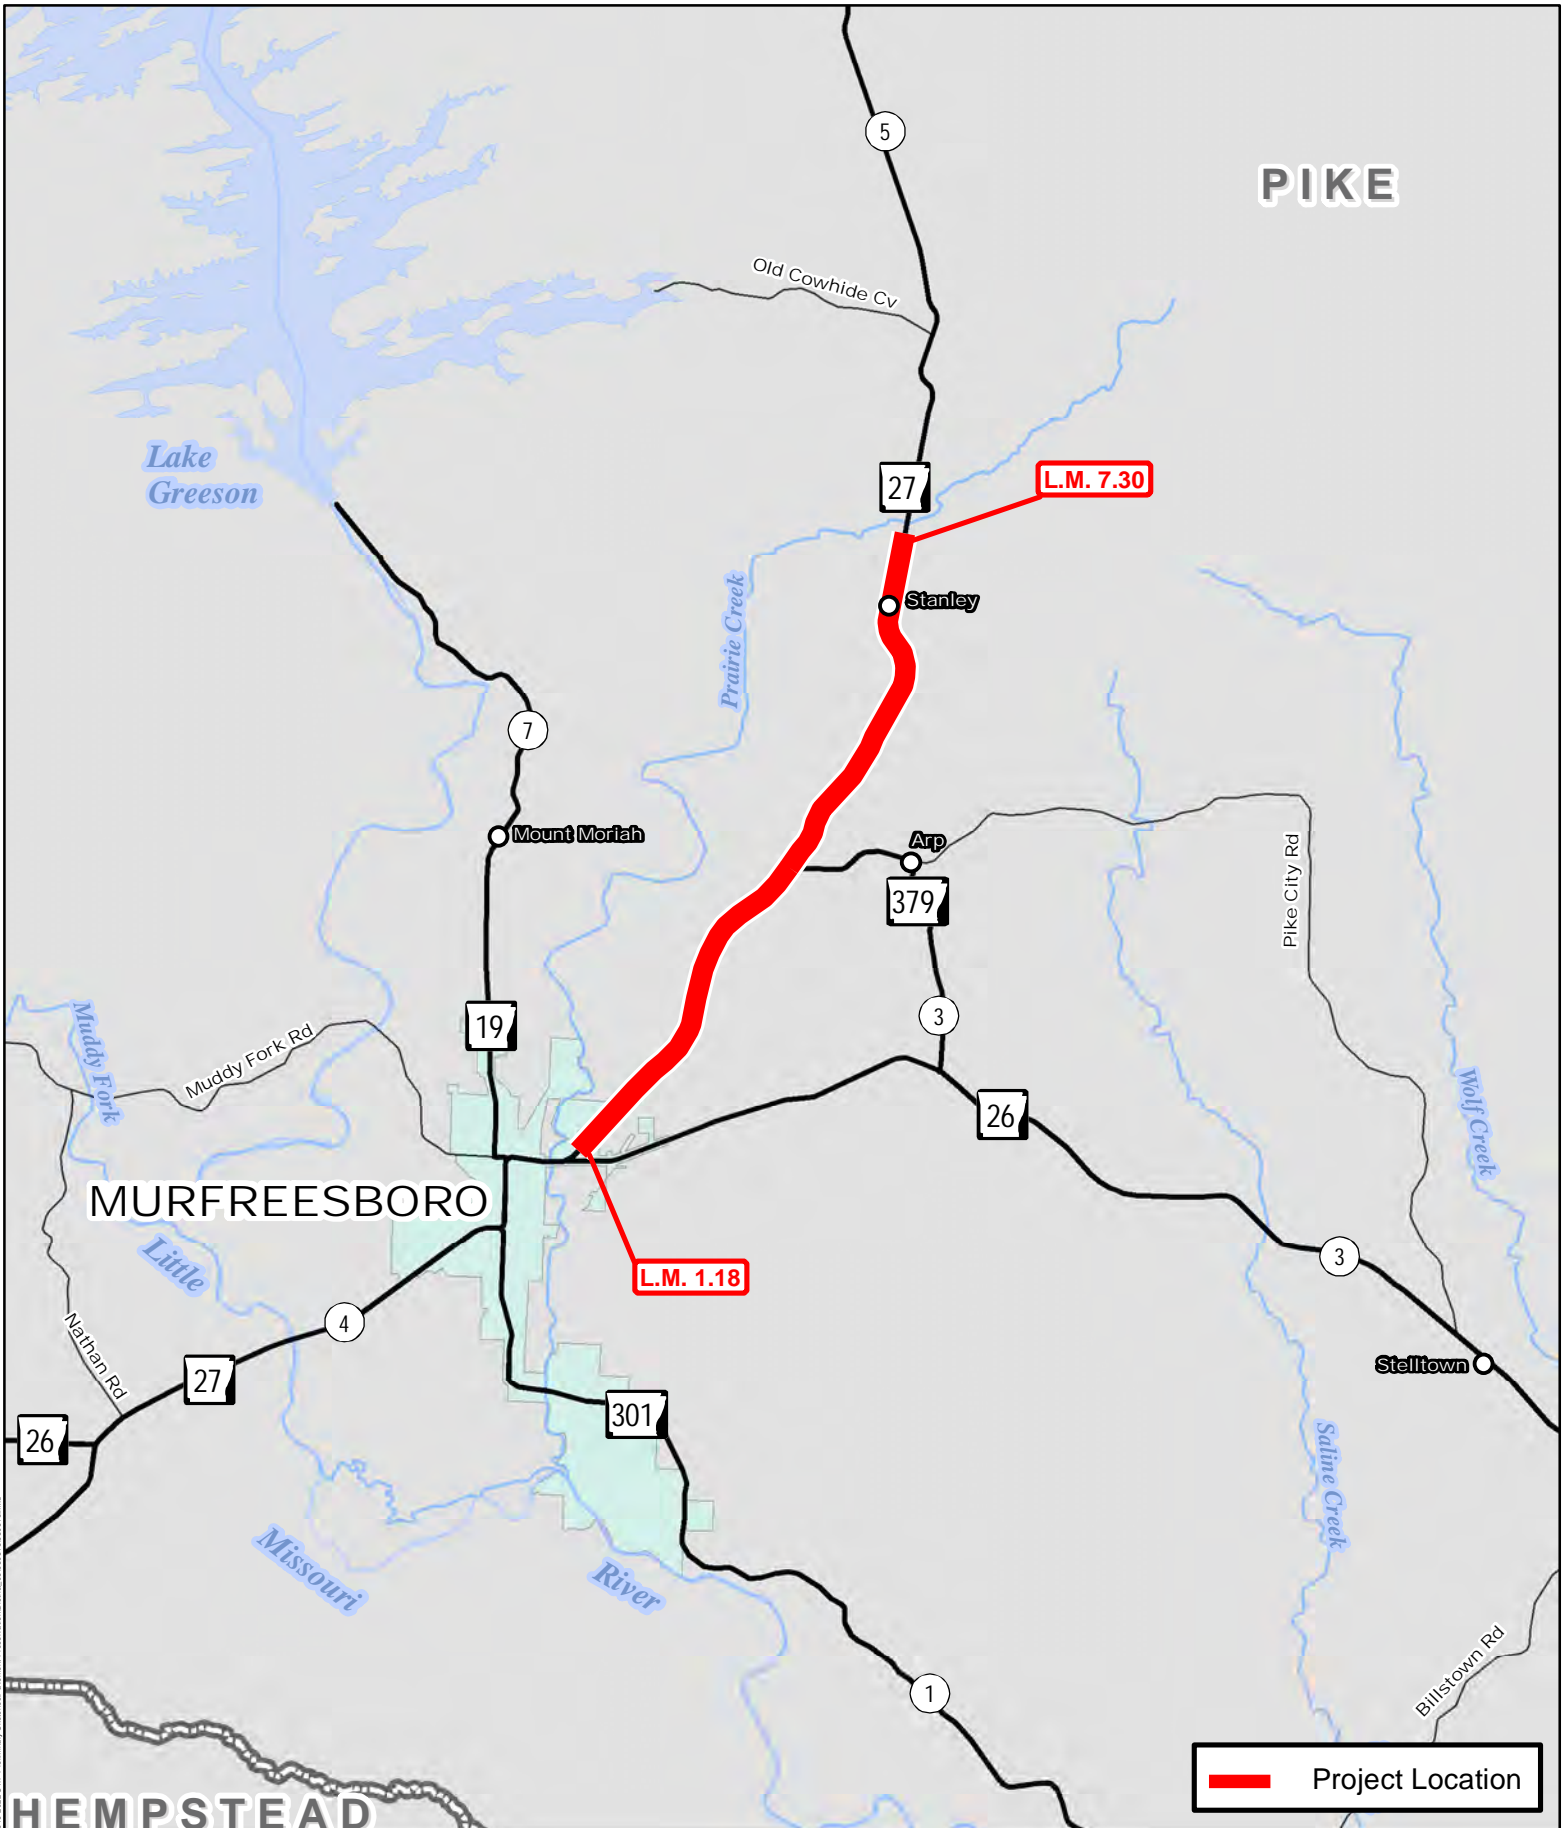 5
PIKE
Old Cowhide Cv
Lake
Greeson
27
L.M. 7.30
Prairie Creek
Stanley
7
Mount Moriah
Arp
379
Pike City Rd
19
3
Muddy Fork
Muddy Fork Rd
26
Wolf Creek
MURFREESBORO
Little
L.M. 1.18
3
4
Nathan Rd
27
Stelltown
301
26
Saline Creek
Missouri
River
1
Billstown Rd
Project Location
HEMPSTEAD